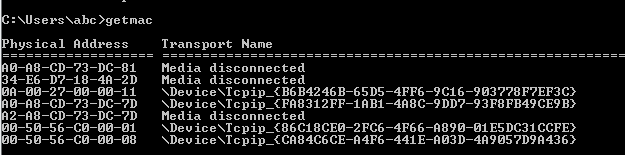 C:\Users\abc>getmac
Physical Address    Transport Name
=================== ==========================================================
A0-A8-CD-73-DC-81   Media disconnected
34-E6-D7-18-4A-2D   Media disconnected
0A-00-27-00-00-11   \Device\Tcpip_{B6B4246B-65D5-4FF6-9C16-903778F7EF3C}
A0-A8-CD-73-DC-7D   \Device\Tcpip_{FA8312FF-1AB1-4A8C-9DD7-93F8FB49CE9B}
A2-A8-CD-73-DC-7D   Media disconnected
00-50-56-C0-00-01   \Device\Tcpip_{86C18CE0-2FC6-4F66-A890-01E5DC31CCFE}
00-50-56-C0-00-08   \Device\Tcpip_{CA84C6CE-A4F6-441E-A03D-4A9057D9A436}